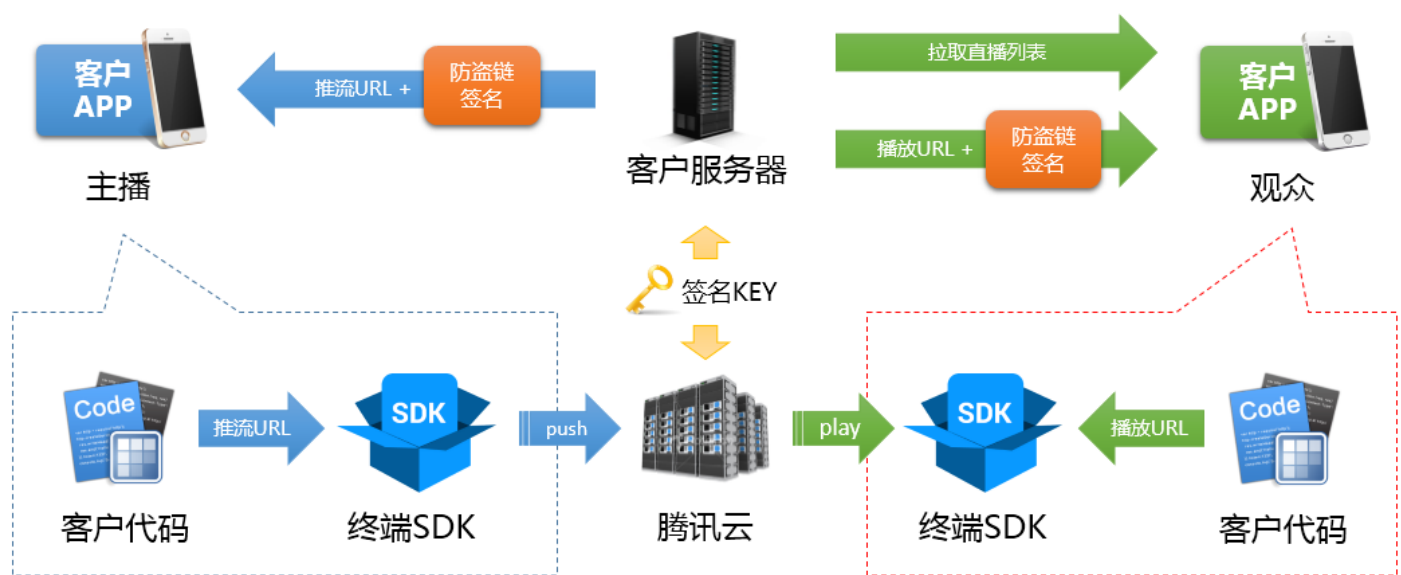 客户
APP
主播
推流URL +
防盗链
签名
客户服务器
拉取直播列表
播放URL +
防盗链
签名
客户
APP
观众
签名KEY
Code
客户代码
推流URL
SDK
终端SDK
push
腾讯云
play
SDK
终端SDK
播放URL
Code
客户代码